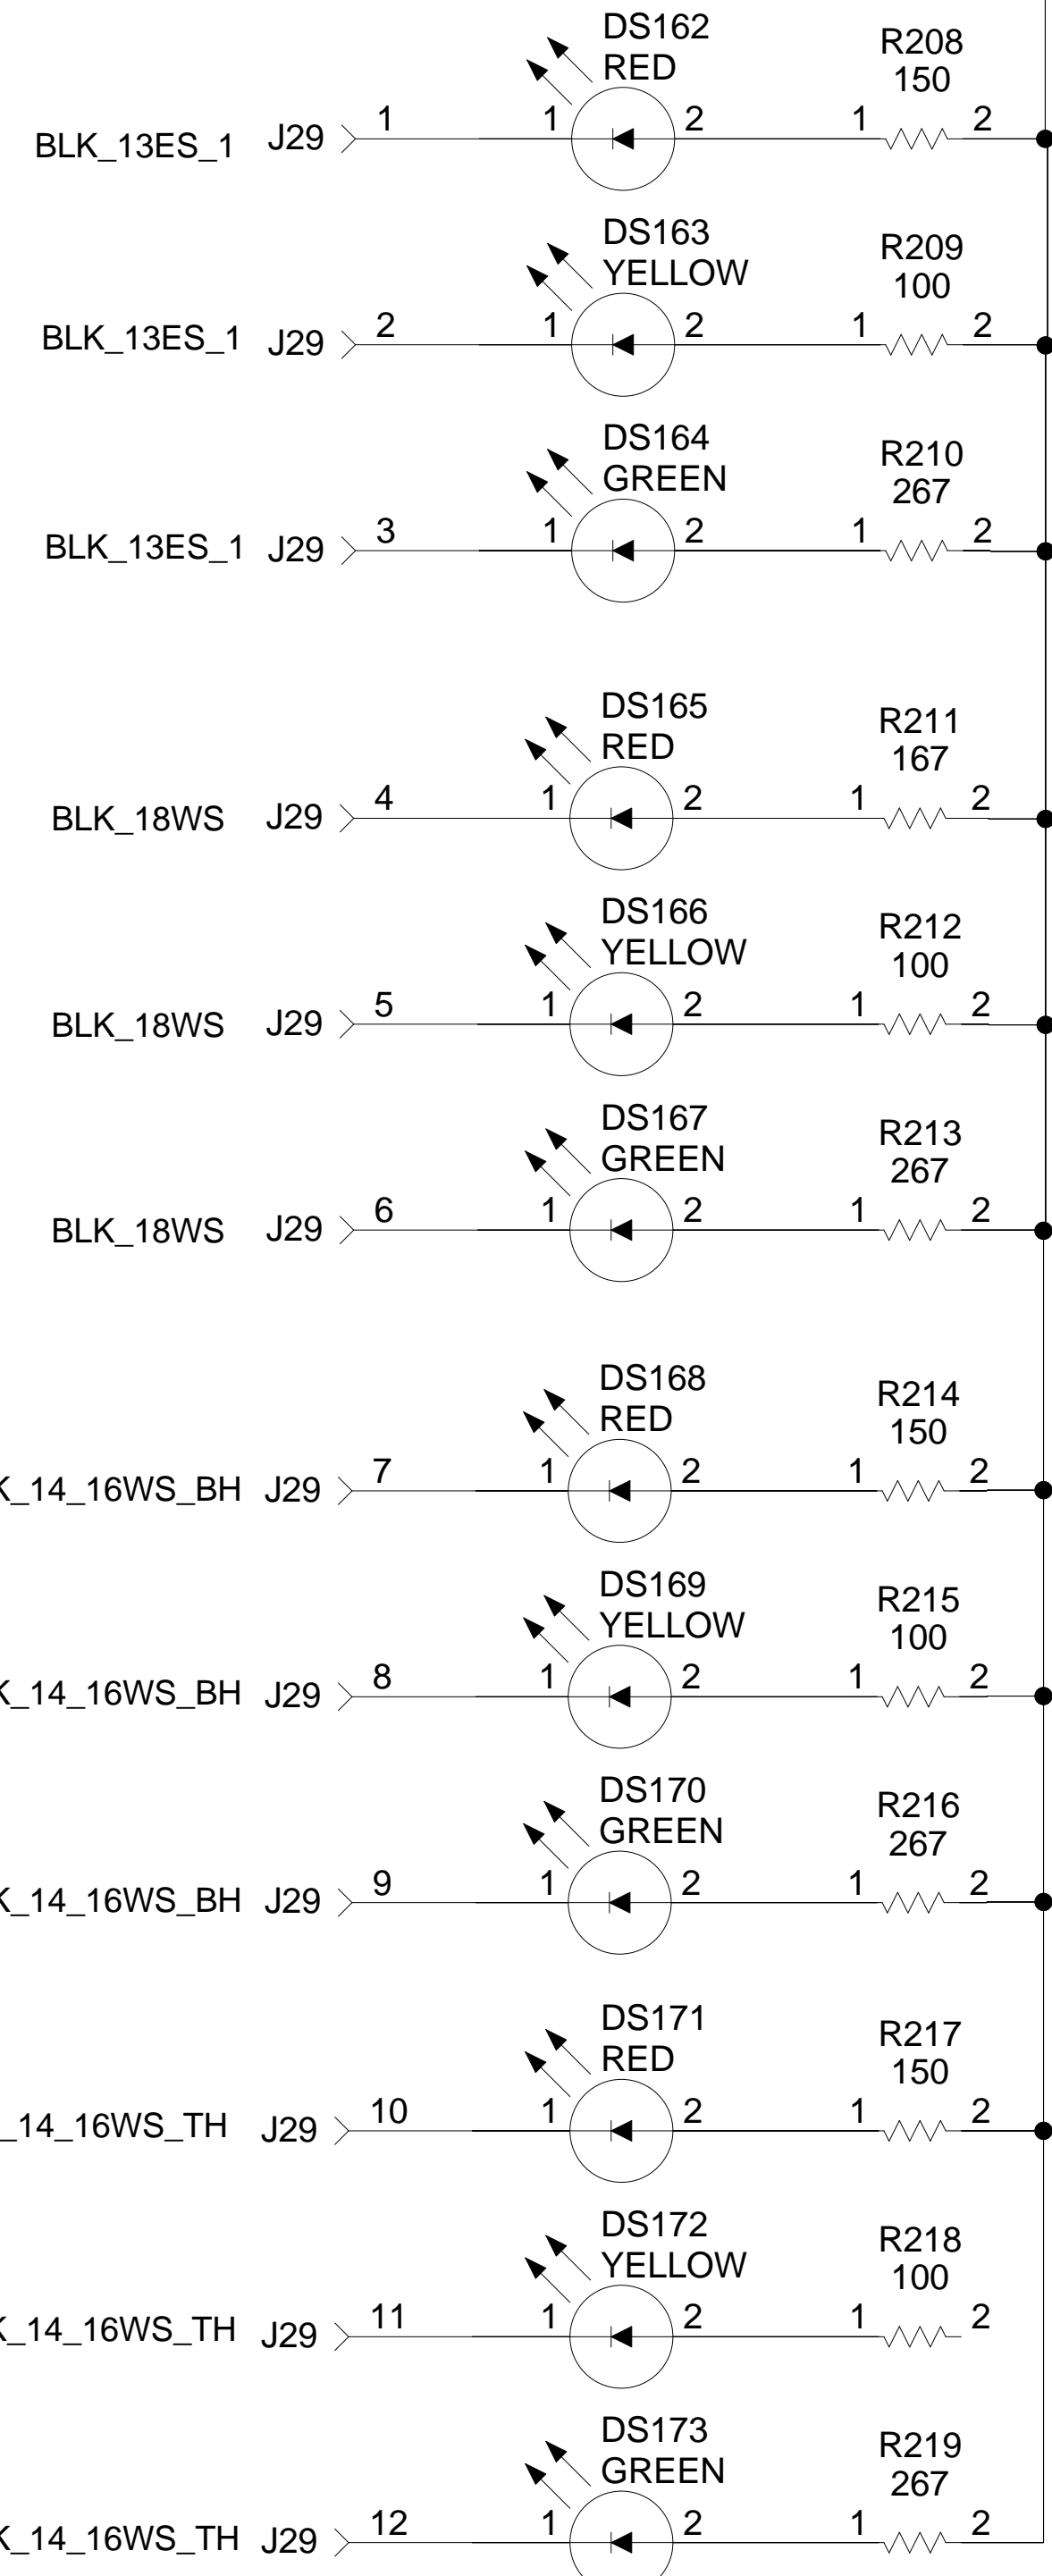 DS162
RED
R208
150
BLK_13ES_1 J29 1 1 2 1 2
DS163
YELLOW
R209
100
BLK_13ES_1 J29 2 1 2 1 2
DS164
GREEN
R210
267
BLK_13ES_1 J29 3 1 2 1 2
DS165
RED
R211
167
BLK_18WS J29 4 1 2 1 2
DS166
YELLOW
R212
100
BLK_18WS J29 5 1 2 1 2
DS167
GREEN
R213
267
BLK_18WS J29 6 1 2 1 2
DS168
RED
R214
150
K_14_16WS_BH J29 7 1 2 1 2
DS169
YELLOW
R215
100
K_14_16WS_BH J29 8 1 2 1 2
DS170
GREEN
R216
267
K_14_16WS_BH J29 9 1 2 1 2
DS171
RED
R217
150
_14_16WS_TH J29 10 1 2 1 2
DS172
YELLOW
R218
100
K_14_16WS_TH J29 11 1 2 1 2
DS173
GREEN
R219
267
K_14_16WS_TH J29 12 1 2 1 2